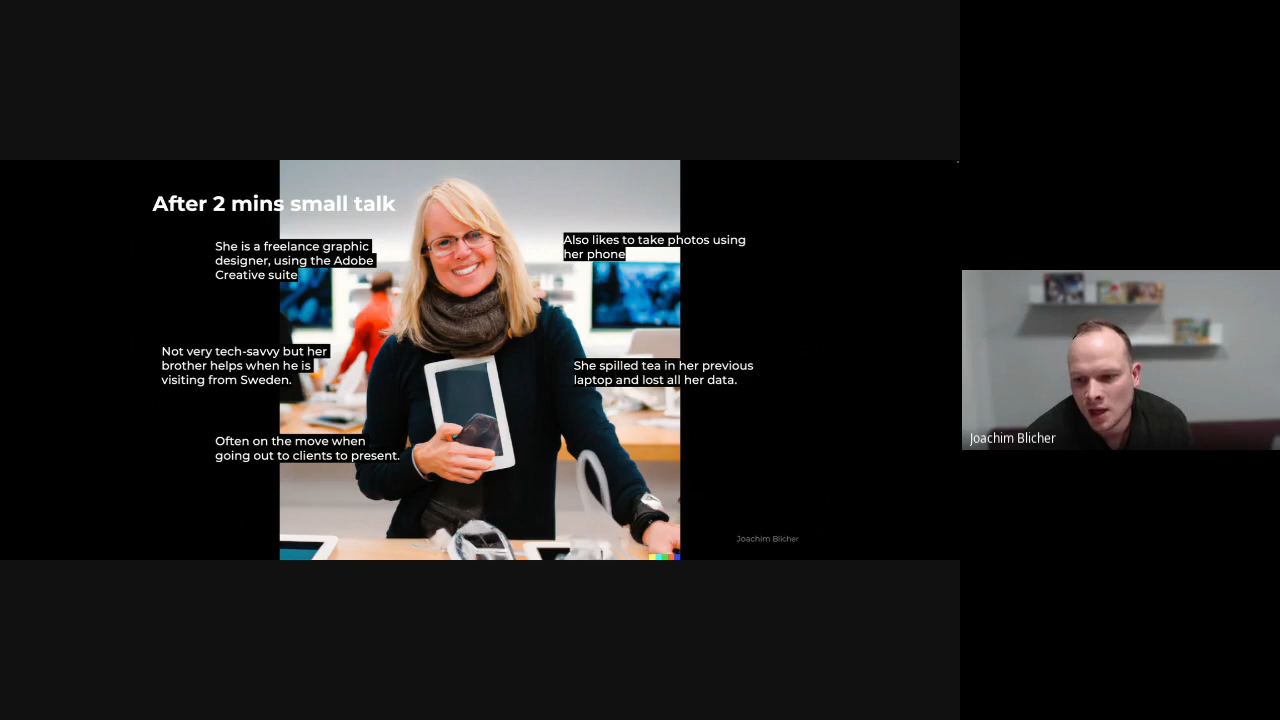 After 2 mins small talk
She is a freelance graphic
designer, using the Adobe
Creative suite
Also likes to take photos using
her phone
Not very tech-savvy but her
brother helps when he is
visiting from Sweden.
She spilled tea in her previous
laptop and lost all her data.
Often on the move when
going out to clients to present.
Joachim Blicher
Joachim Blicher